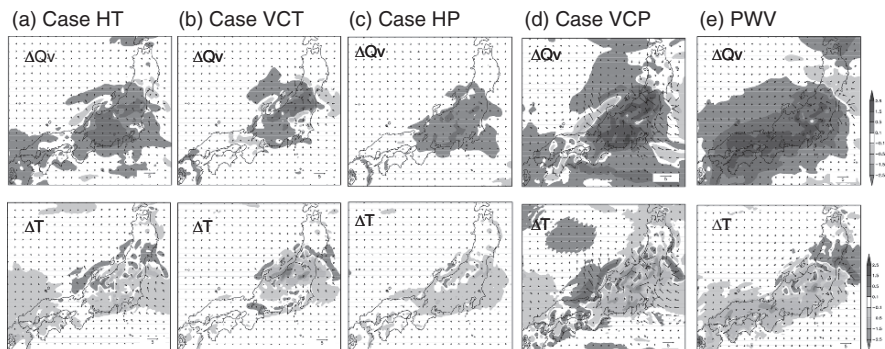 (a) Case HT
(b) Case VCT
(c) Case HP
(d) Case VCP
(e) PWV
ΔQv
ΔQv
ΔQv
ΔQv
ΔQv
ΔT
ΔT
ΔT
ΔT
ΔT